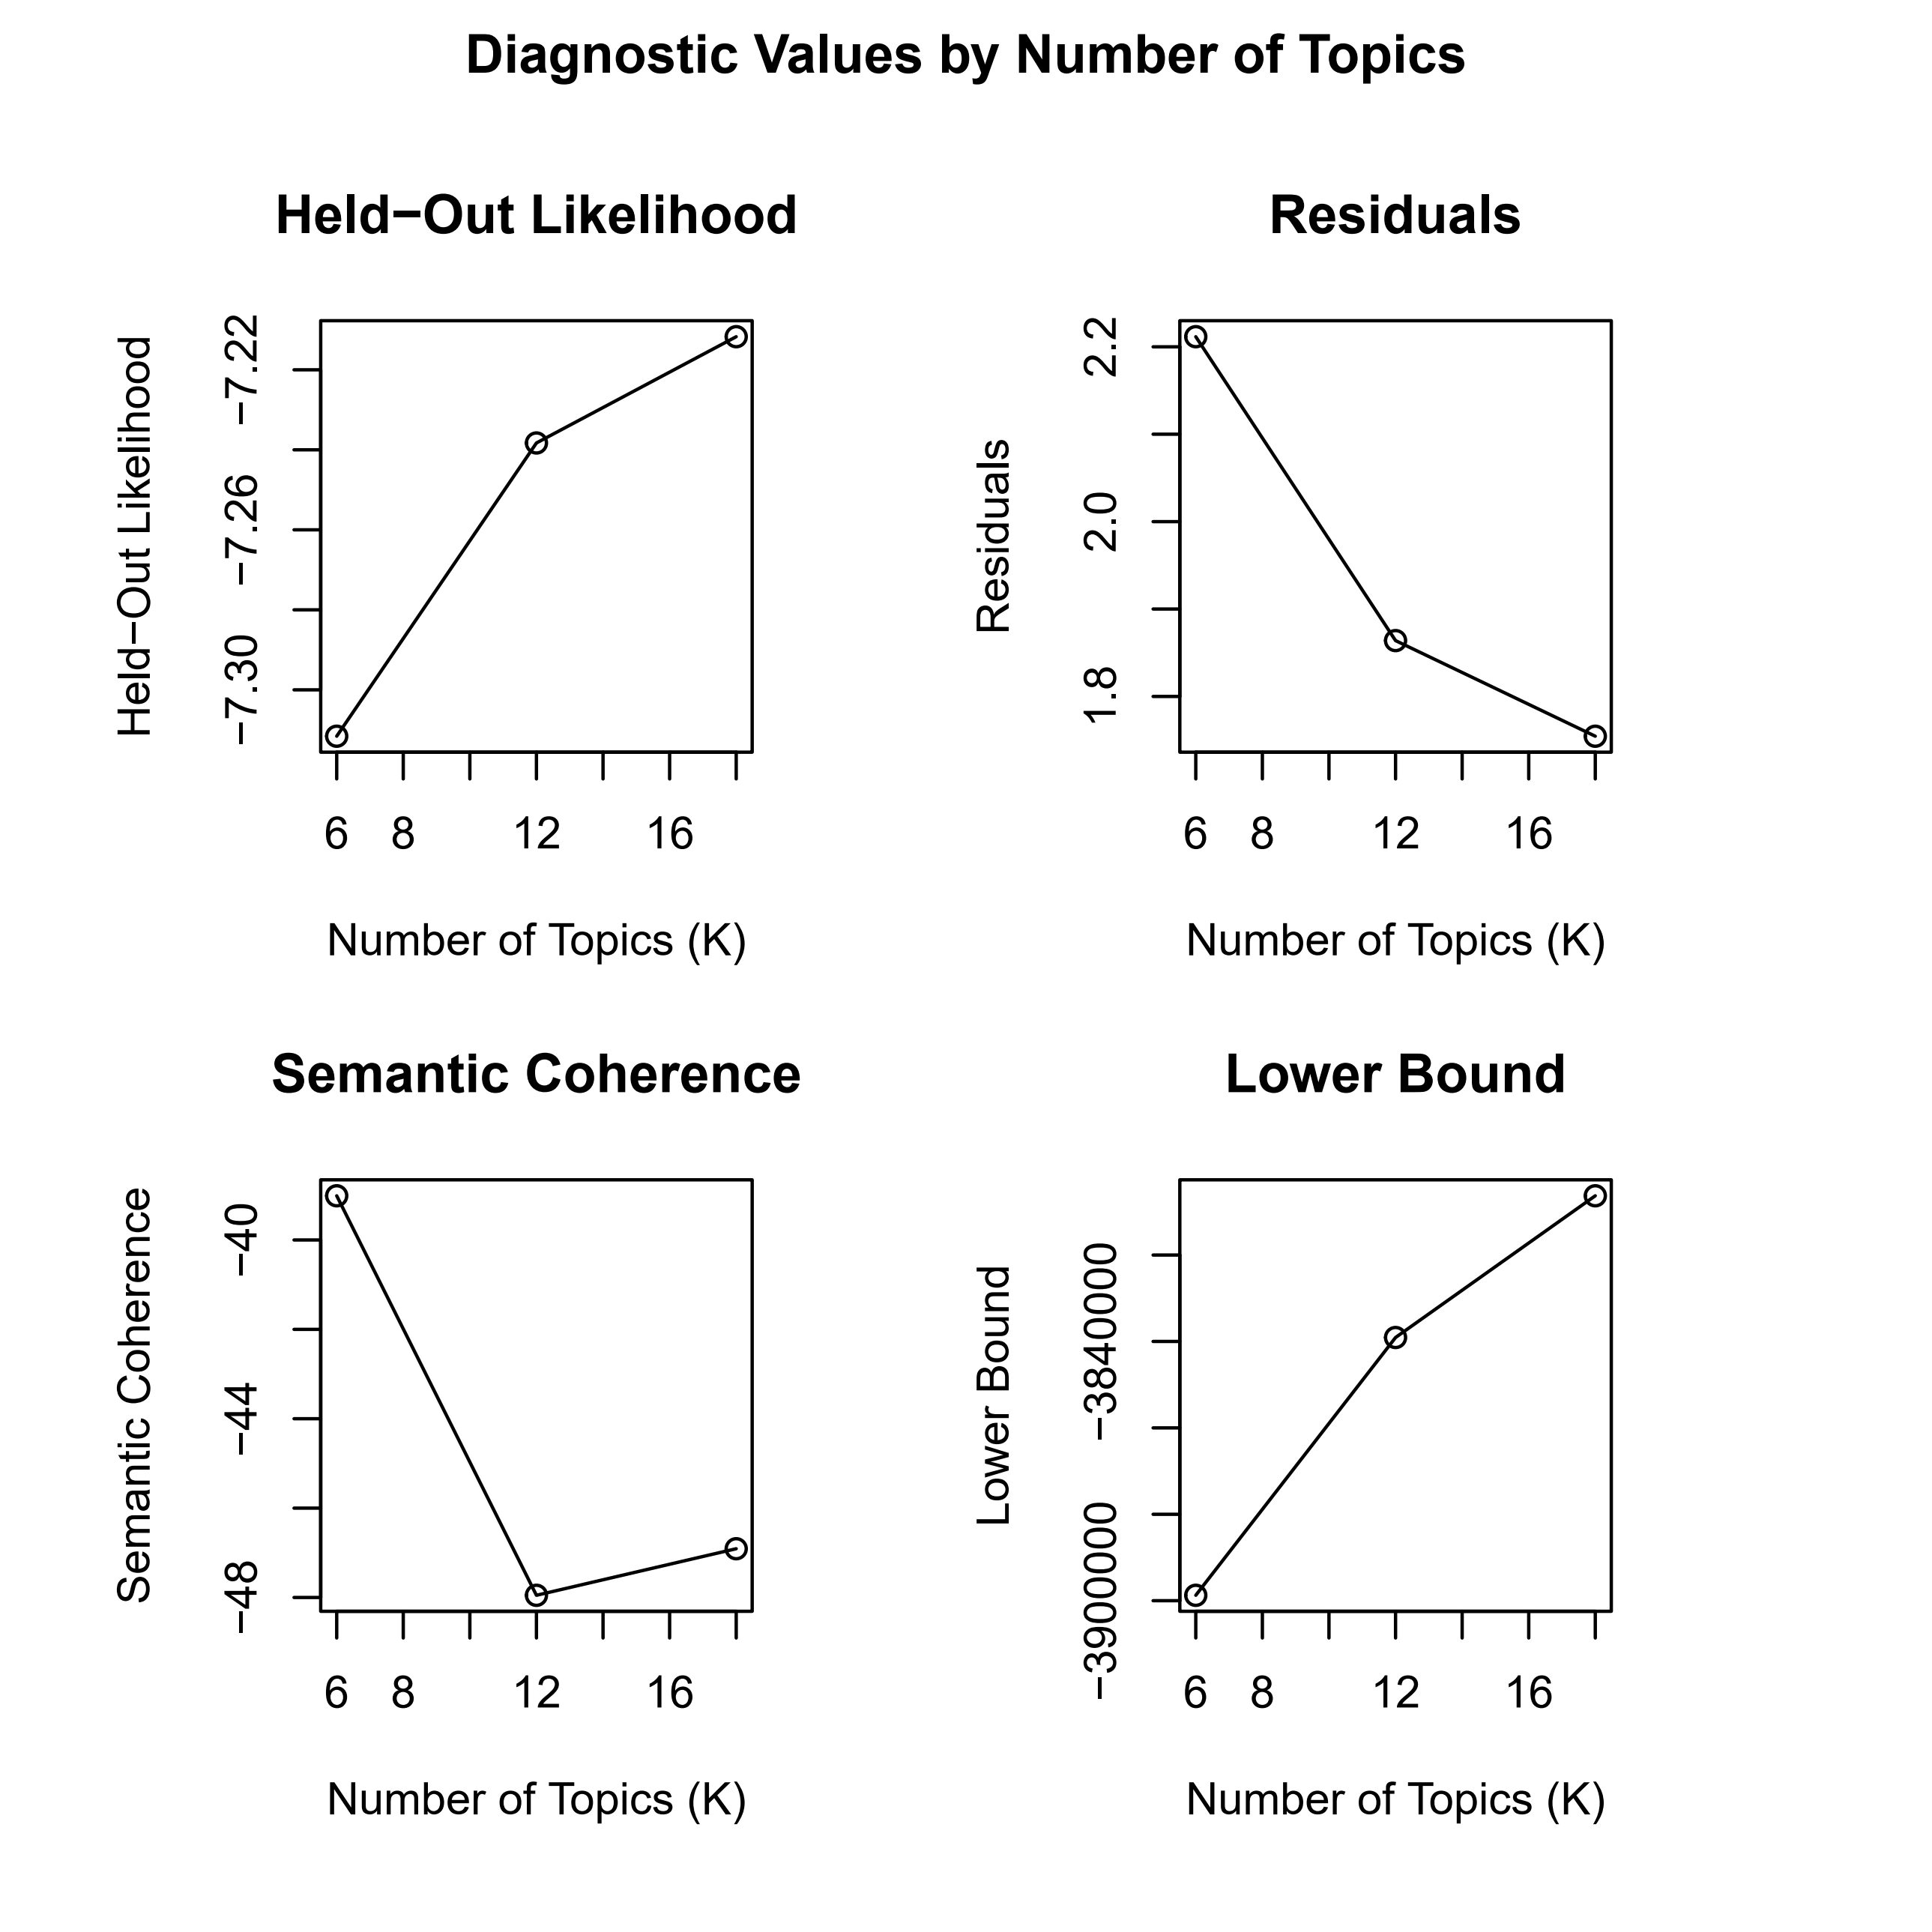 Diagnostic Values by Number of Topics
Held−Out Likelihood
Held−Out Likelihood
−7.22
−7.26
−7.30
6 8 12 16
Number of Topics (K)
Residuals
Residuals
2.2
2.0
1.8
6 8 12 16
Number of Topics (K)
Semantic Coherence
Semantic Coherence
−40
−44
−48
6 8 12 16
Number of Topics (K)
Lower Bound
Lower Bound
−3840000
−3900000
6 8 12 16
Number of Topics (K)